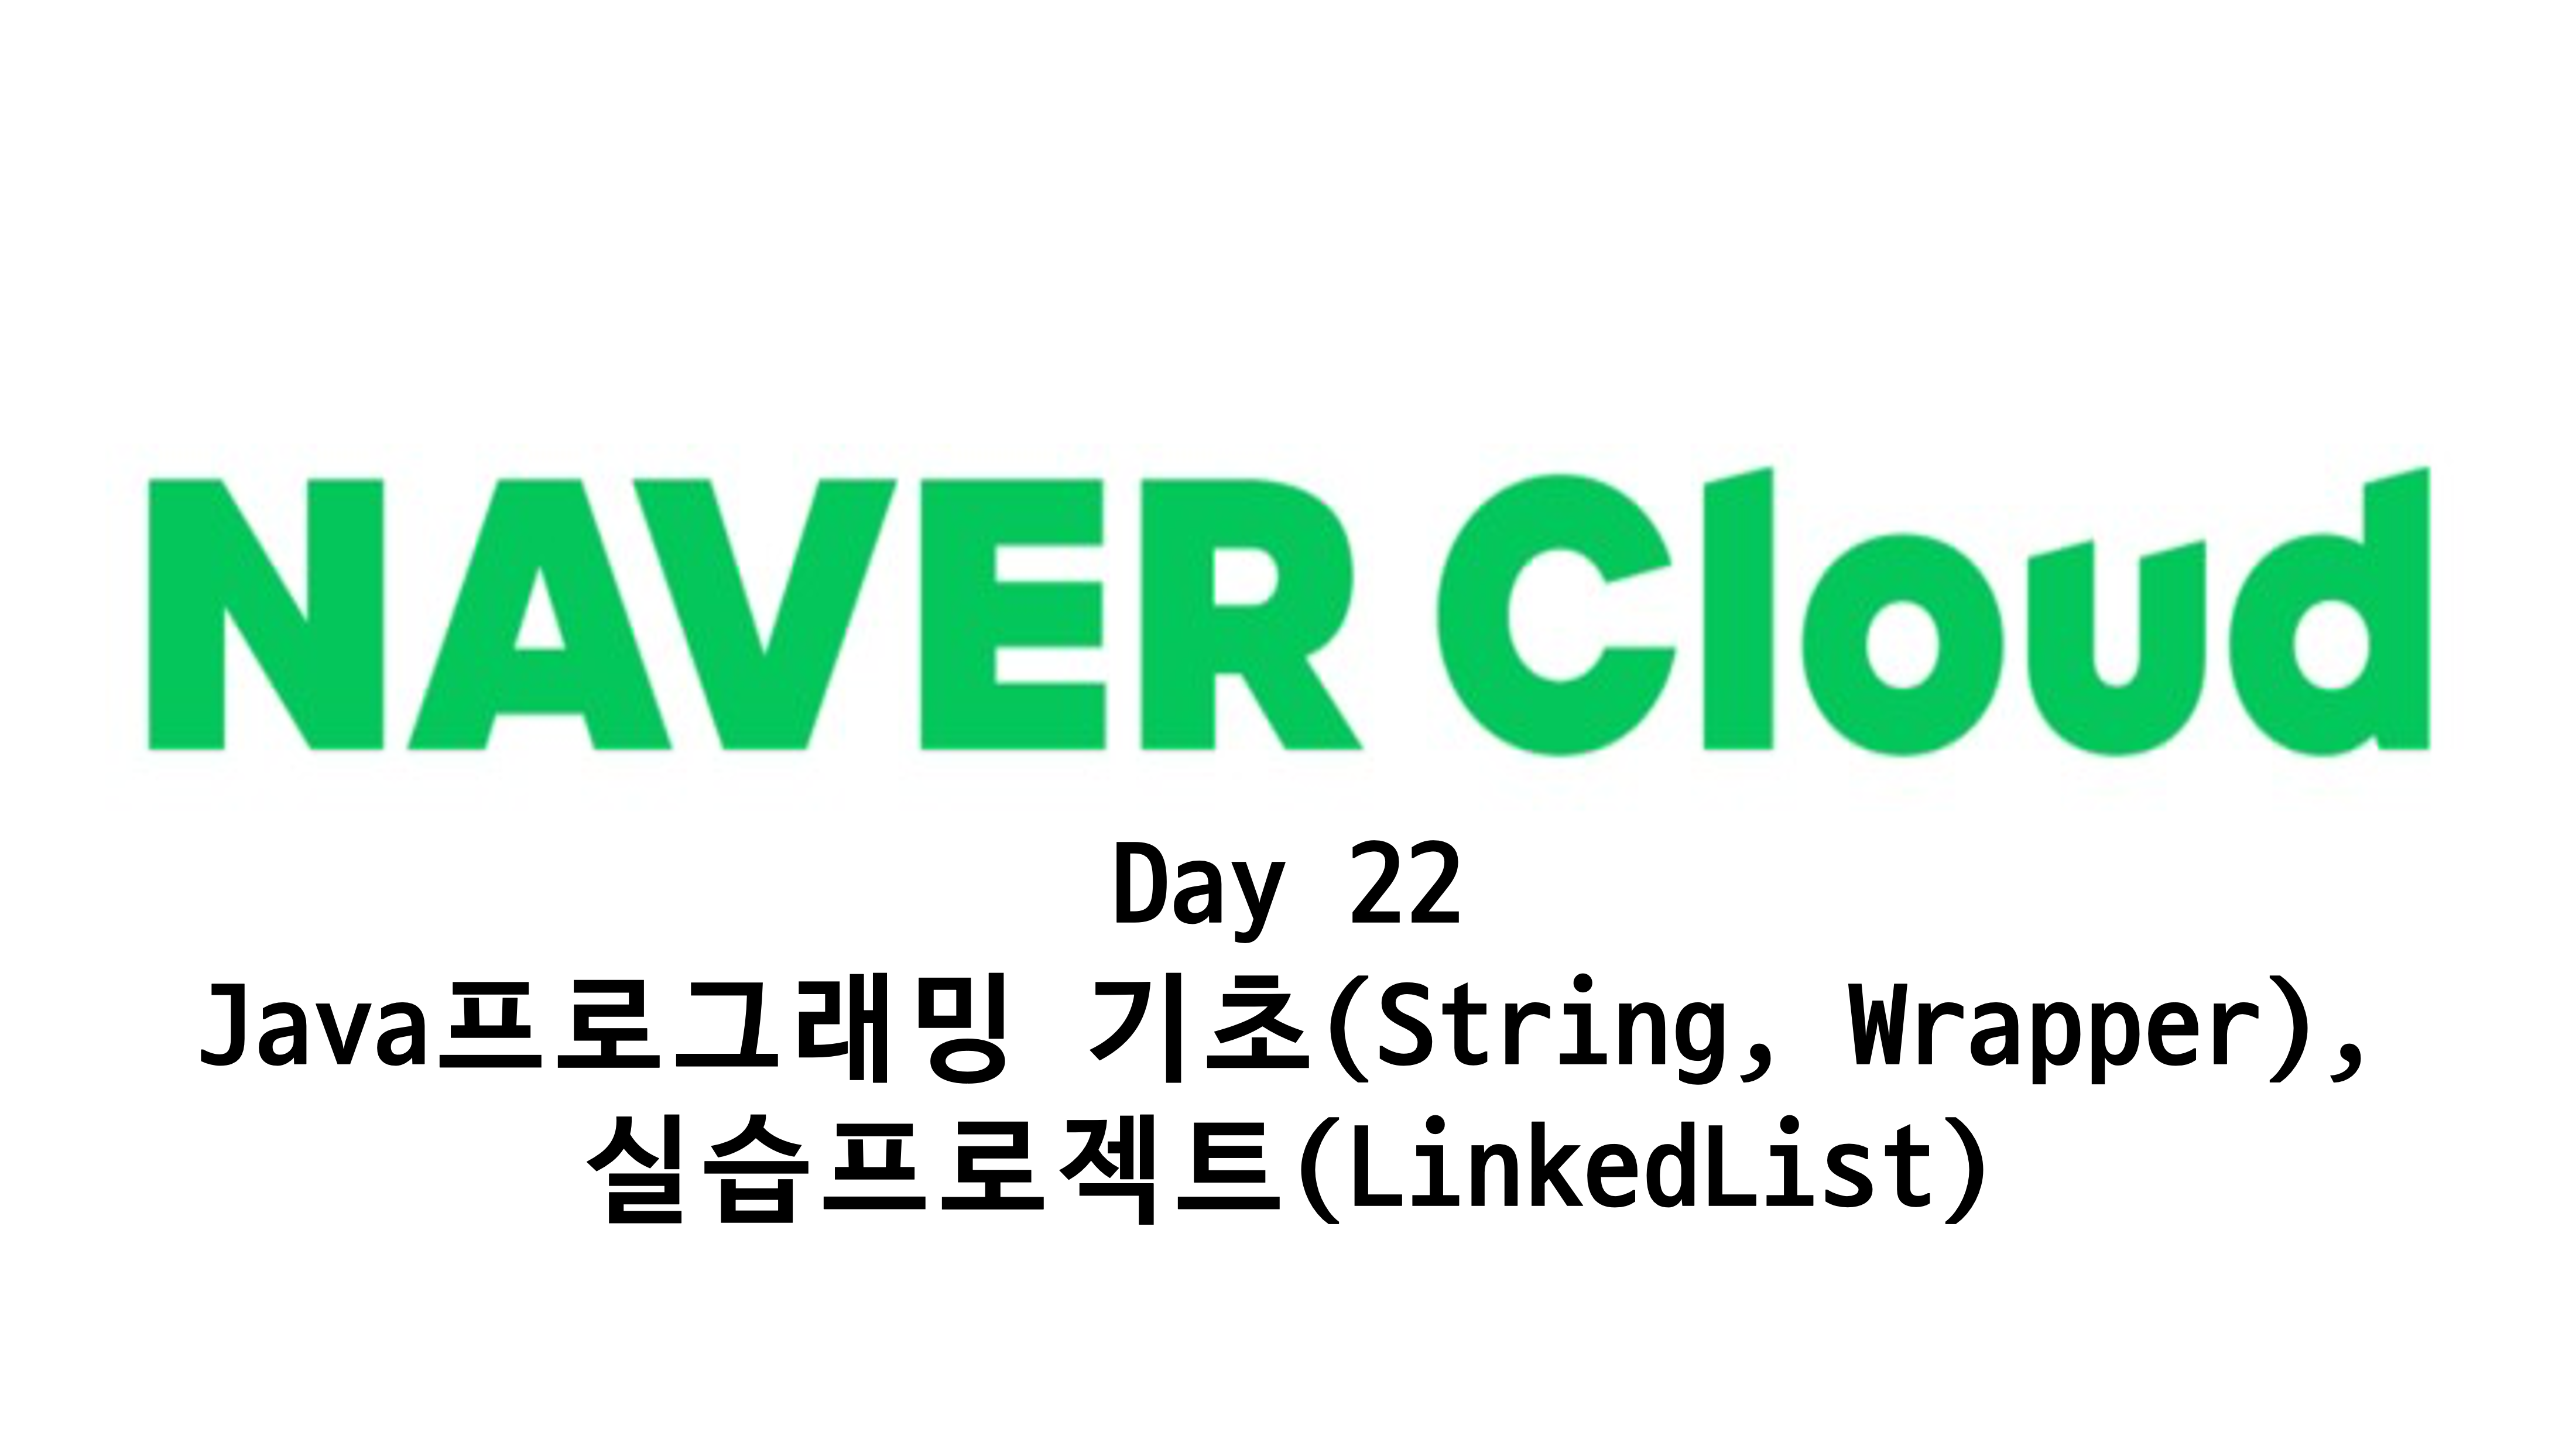 NAVER Cloud
Day 22
Java프로그래밍 기초(String, Wrapper),
실습프로젝트(LinkedList)